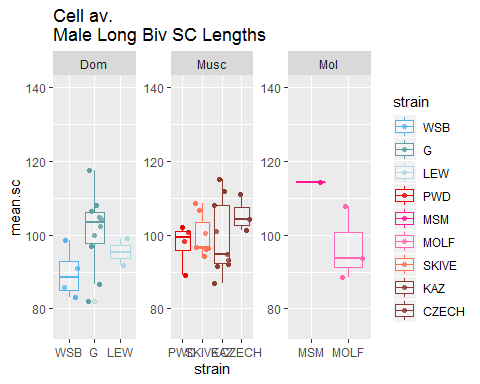 Cell av.
Male Long Biv SC Lengths
Dom
Musc
Mol
mean.sc
140
120
100
80
140
120
100
80
140
120
100
80
WSB G LEW
PWD SKIVE KAZ CZECH
MSM MOLF
strain
strain
WSB
G
LEW
PWD
MSM
MOLF
SKIVE
KAZ
CZECH